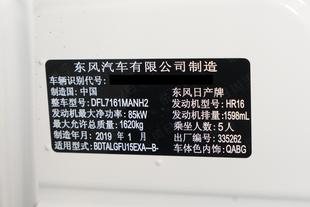 东风汽车有限公司制造
车辆识别代号:
制造国: 中国 东风日产牌
整车型号: DFL7161MANH2 发动机型号: HR16
发动机最大净功率: 85kW 发动机排量: 1598mL
最大允许总质量: 1620kg 乘坐人数: 5人
制造年月: 2019 年 1 月 出厂编号: 335262
适用型式: BDTALGFU15EXA—B- 车体色内饰: QABG